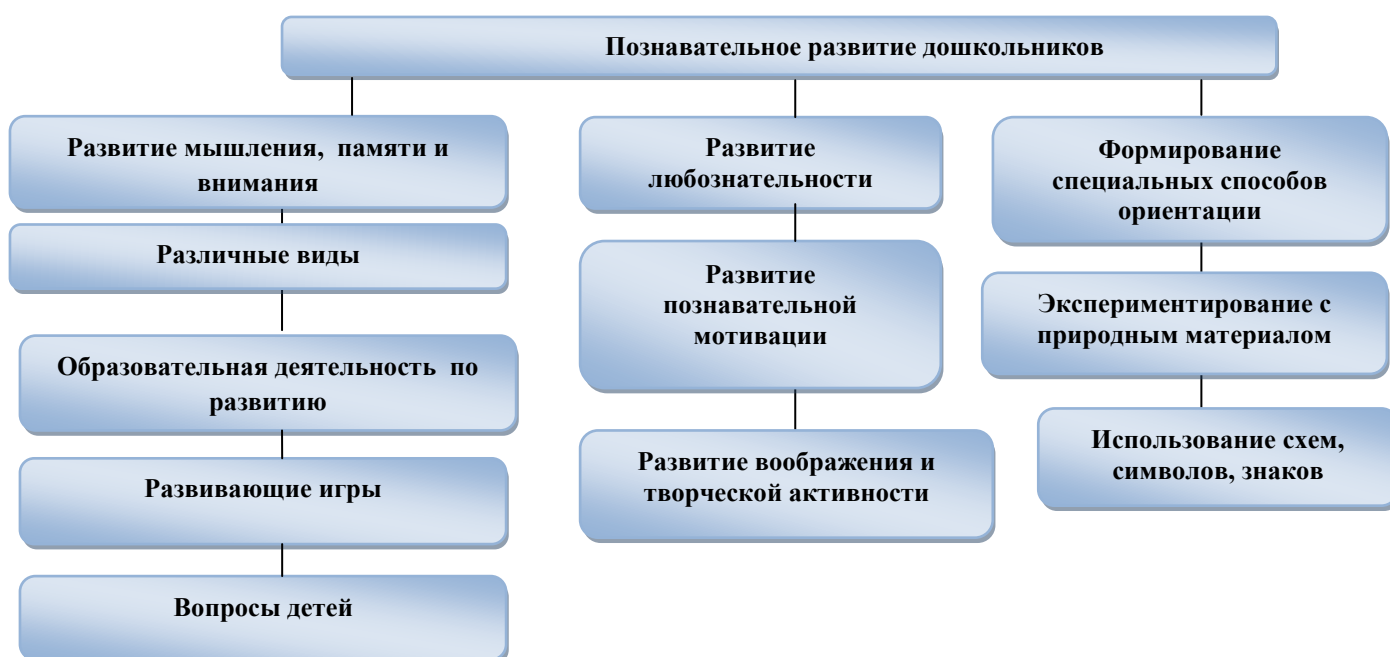 Познавательное развитие дошкольников
Развитие мышления, памяти и
внимания
Различные виды
Образовательная деятельность по
развитию
Развивающие игры
Вопросы детей
Развитие
любознательности
Развитие
познавательной
мотивации
Развитие воображения и
творческой активности
Формирование
специальных способов
ориентации
Экспериментирование с
природным материалом
Использование схем,
символов, знаков